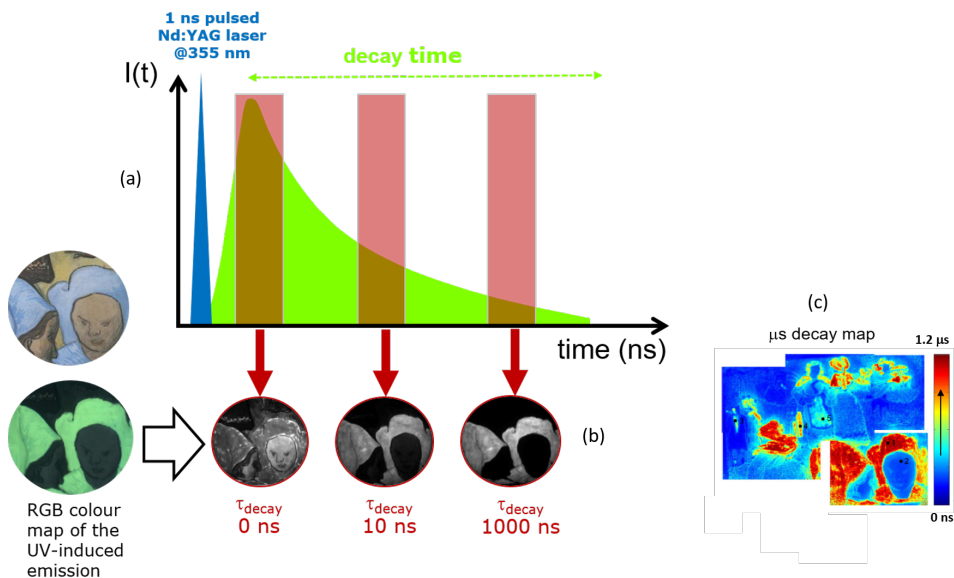 1 ns pulsed
Nd:YAG laser
@355 nm
decay time
I(t)
(a)
time (ns)
(b)
τdecay
0 ns
τdecay
10 ns
τdecay
1000 ns
RGB colour
map of the
UV-induced
emission
(c)
μs decay map
1.2 μs
0 ns